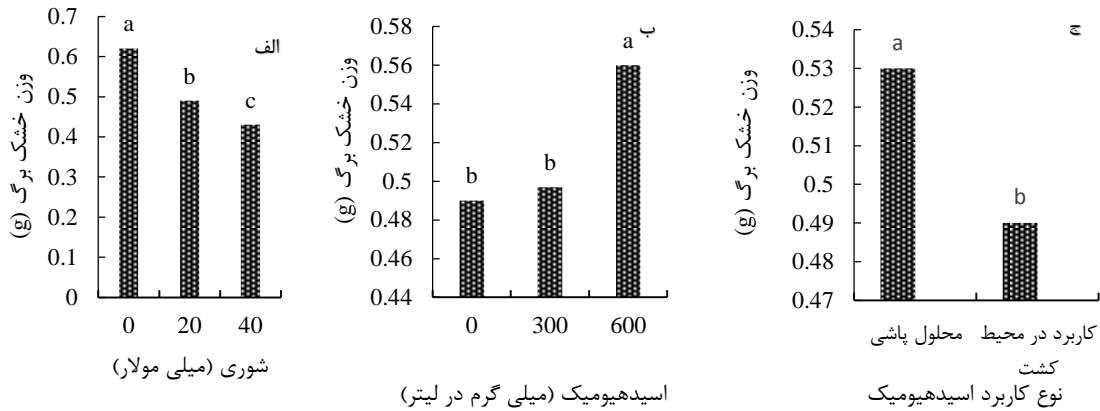 الف
وزن خشک برگ (g)
0.7
0.6
0.5
0.4
0.3
0.2
0.1
0
a
b
c
0 20 40
شوری (میلی مولار)
ب
وزن خشک برگ (g)
0.58
0.56
0.54
0.52
0.5
0.48
0.46
0.44
b
b
a
0 300 600
اسیدهیومیک (میلی گرم در لیتر)
ج
وزن خشک برگ (g)
0.54
0.53
0.52
0.51
0.5
0.49
0.48
0.47
a
b
محلول پاشی
کاربرد در محیط
کشت
نوع کاربرد اسیدهیومیک